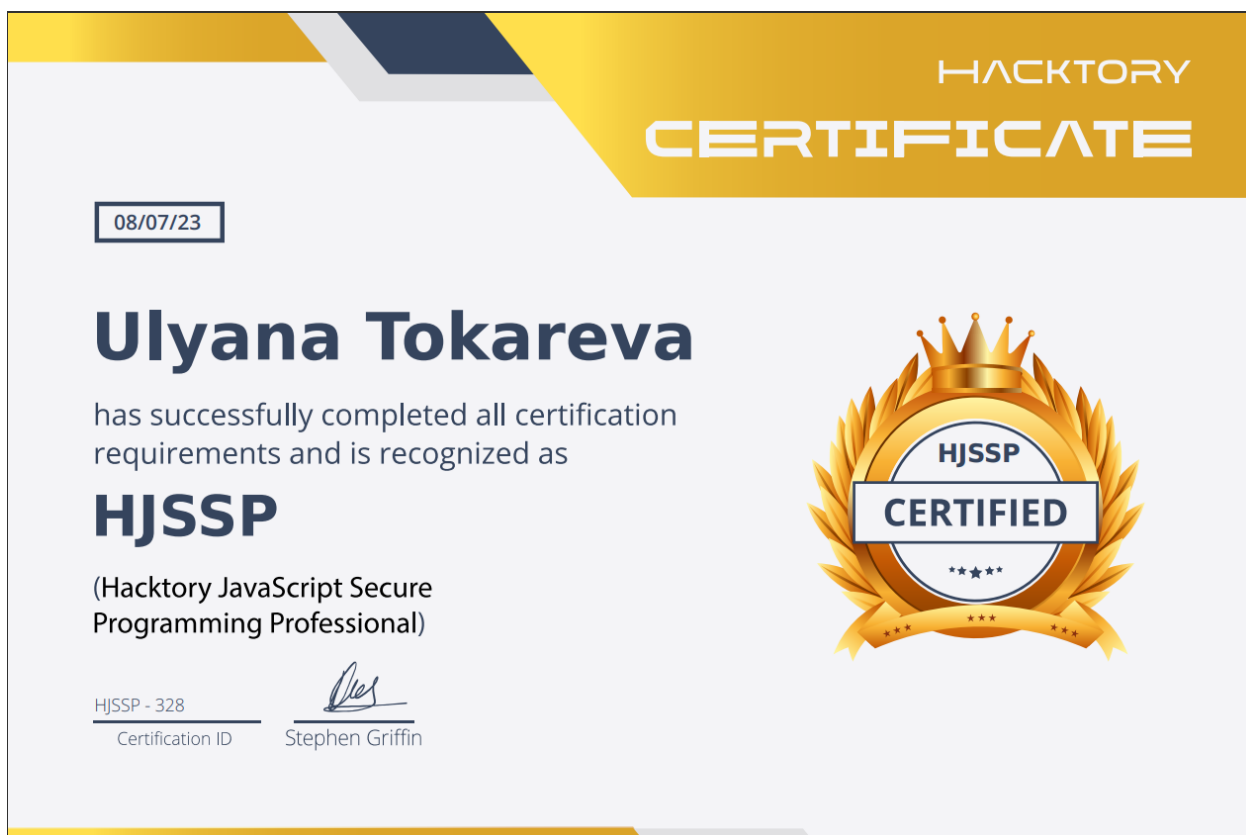 HACKTORY
CERTIFICATE
08/07/23
Ulyana Tokareva
has successfully completed all certification
requirements and is recognized as
HJSSP
(Hacktory JavaScript Secure
Programming Professional)
HJSSP - 328
Certification ID
Stephen Griffin
HJSSP
CERTIFIED